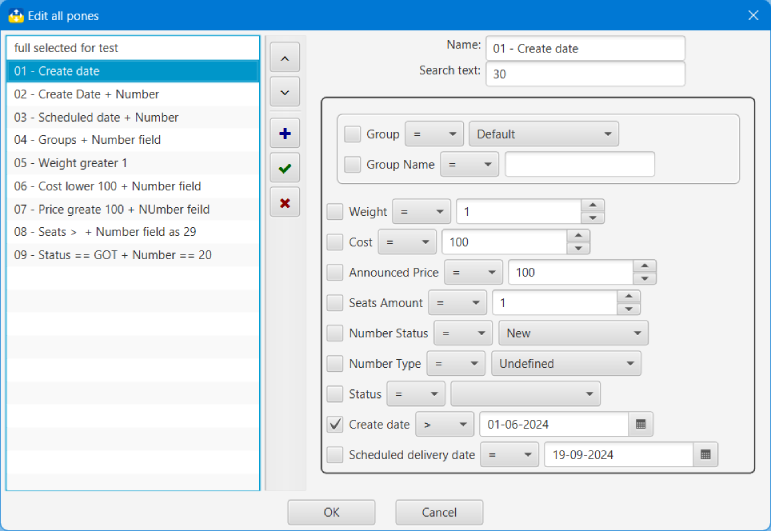 Edit all pones
full selected for test
01 - Create date
02 - Create Date + Number
03 - Scheduled date + Number
04 - Groups + Number field
05 - Weight greater 1
06 - Cost lower 100 + Number field
07 - Price greate 100 + NUmber feild
08 - Seats > + Number field as 29
09 - Status == GOT + Number == 20
Name: 01 - Create date
Search text: 30
Group = Default
Group Name =
Weight = 1
Cost = 100
Announced Price = 100
Seats Amount = 1
Number Status = New
Number Type = Undefined
Status =
Create date > 01-06-2024
Scheduled delivery date = 19-09-2024
OK Cancel